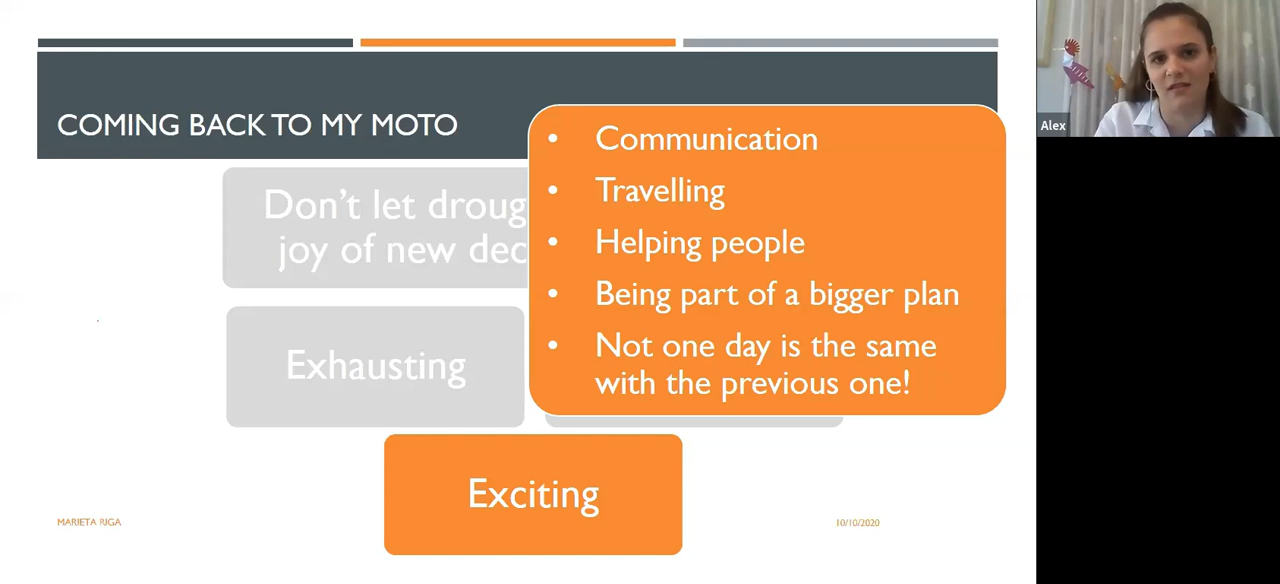 COMING BACK TO MY MOTO
Don't let droug
joy of new dec
Exhausting
• Communication
• Travelling
• Helping people
• Being part of a bigger plan
• Not one day is the same
with the previous one!
Exciting
MARIETA RIGA
10/10/2020
Alex